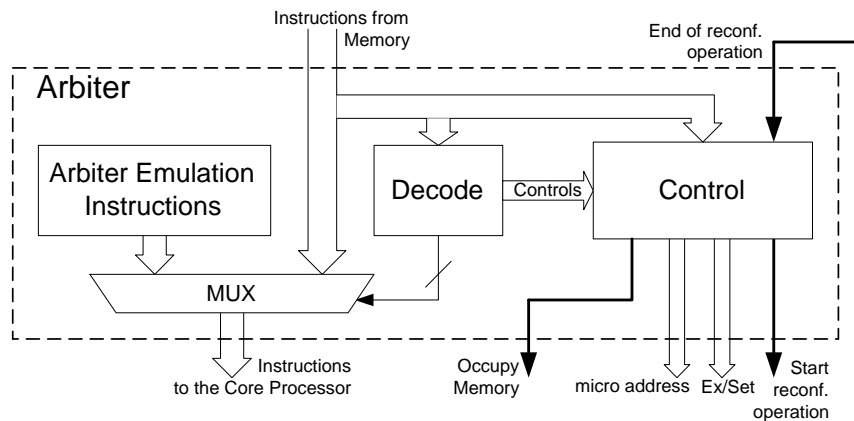 Instructions from
Memory
End of reconf.
operation
Arbiter
Arbiter Emulation
Instructions
Decode
Controls
Control
MUX
Instructions
to the Core Processor
Occupy
Memory
micro address
Ex/Set
Start
reconf.
operation